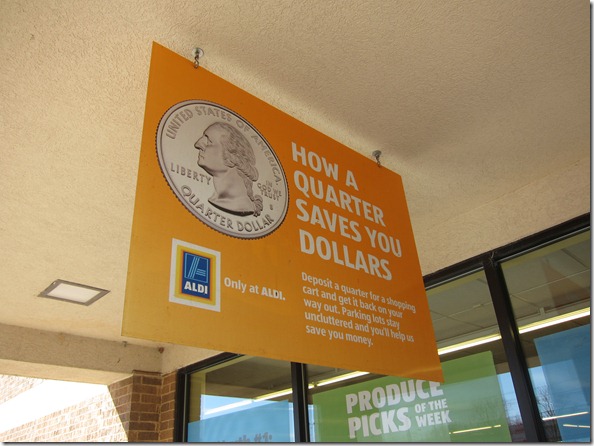 UNITED STATES OF AMERICA
LIBERTY
IN
GOD WE
TRUST
S
QUARTER DOLLAR
HOW A
QUARTER
SAVES YOU
DOLLARS
ALDI
Only at ALDI.
Deposit a quarter for a shopping
cart and get it back on your
way out. Parking lots stay
uncluttered and you'll help us
save you money.
PRODUCE
PICKS OF THE
WEEK